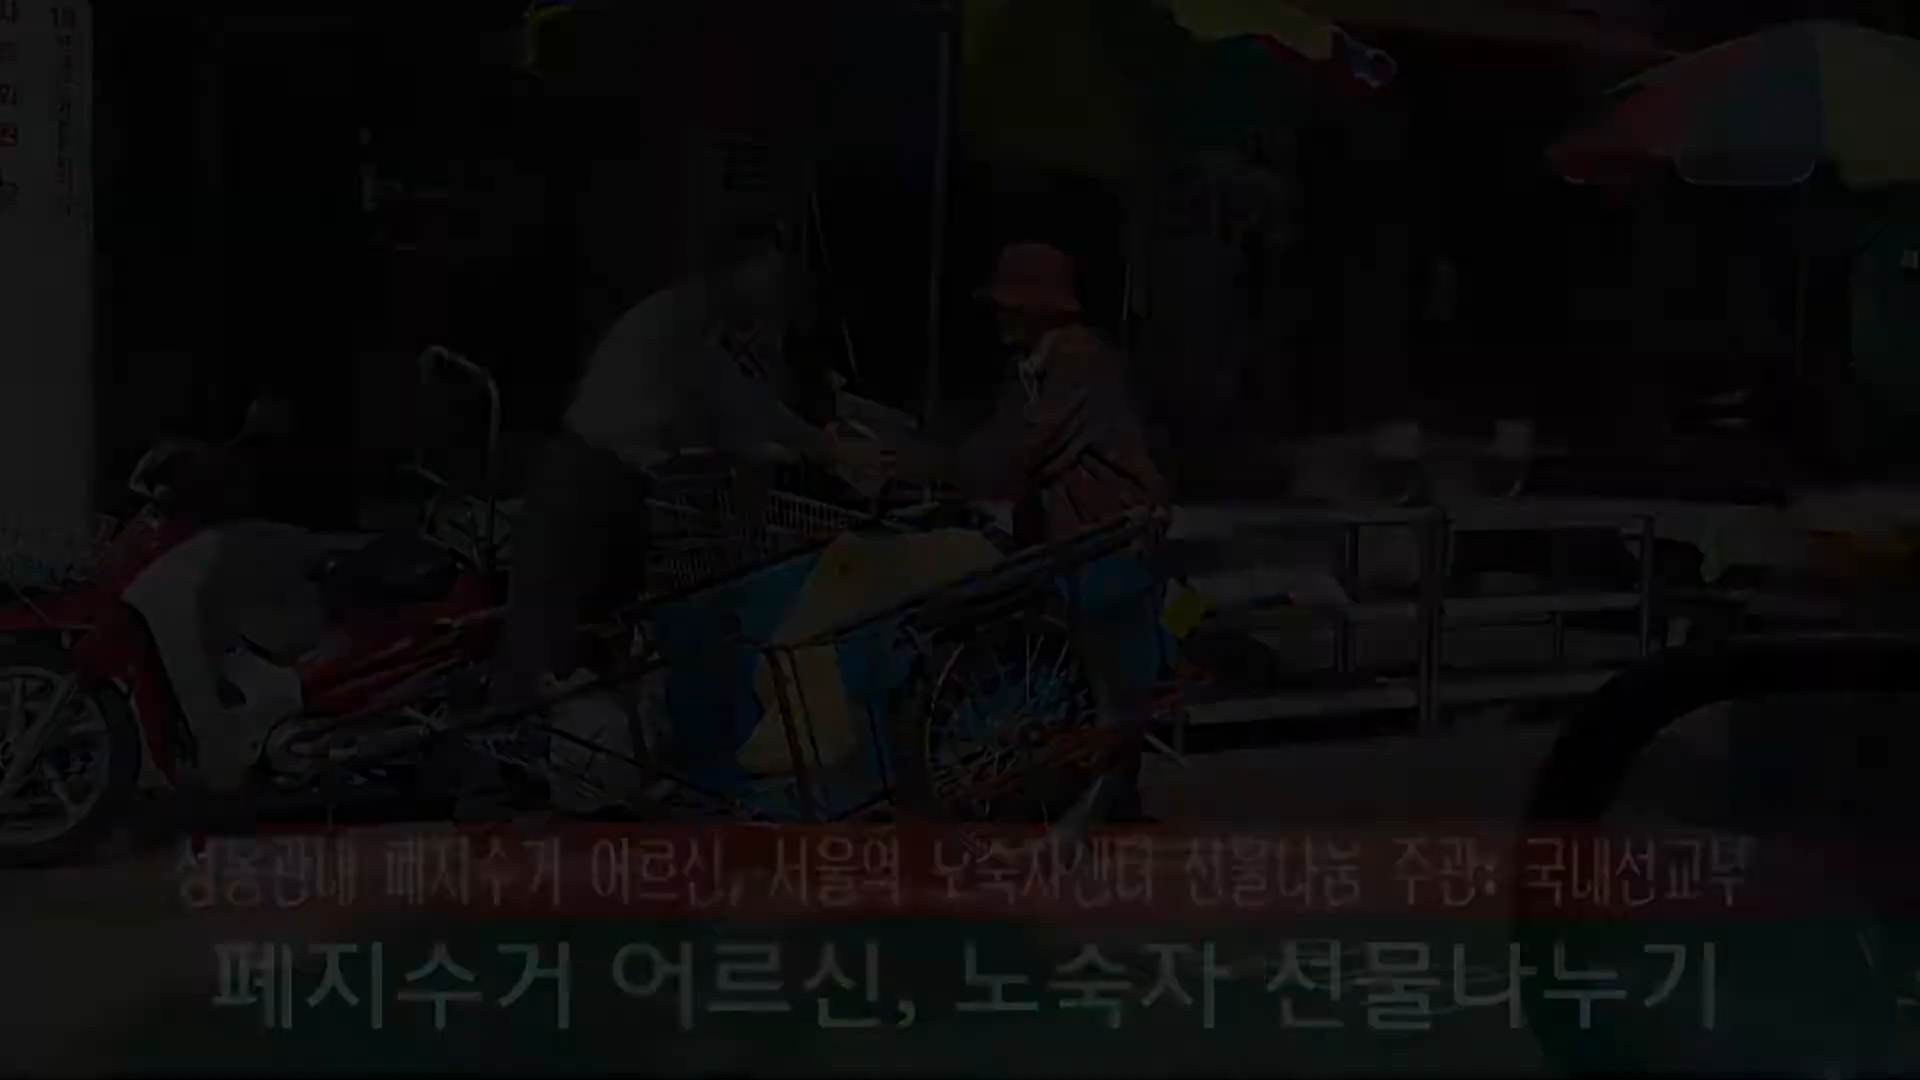 성동관내 폐지수거 어르신, 서울역 노숙자센터 선물나눔 주관: 국내선교부
폐지수거 어르신, 노숙자 선물나누기